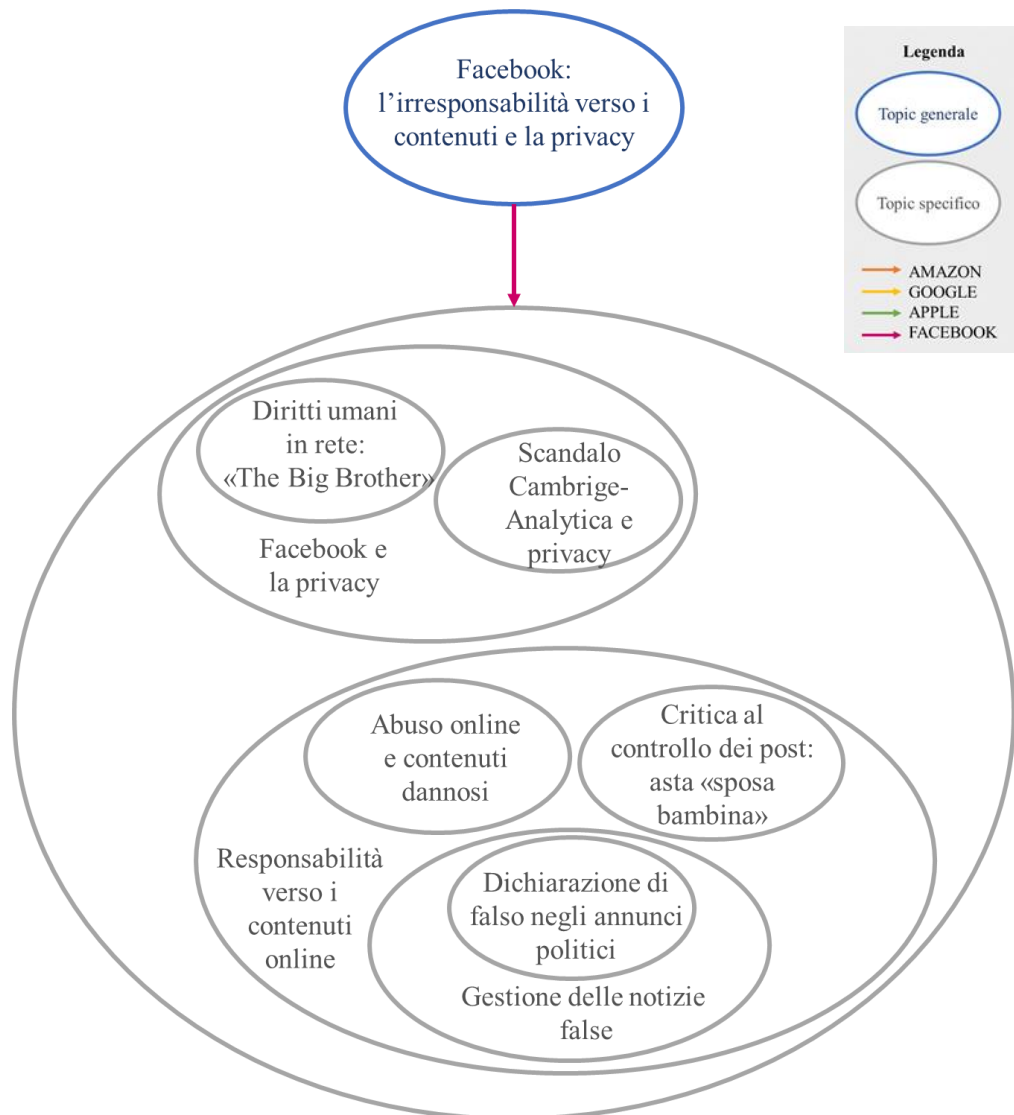 Facebook:
l’irresponsabilità verso i
contenuti e la privacy
Legenda
Topic generale
Topic specifico
AMAZON
GOOGLE
APPLE
FACEBOOK
Diritti umani
in rete:
«The Big Brother»
Scandalo
Cambrige-
Analytica e
privacy
Facebook e
la privacy
Abuso online
e contenuti
dannosi
Critica al
controllo dei post:
asta «sposa
bambina»
Responsabilità
verso i
contenuti
online
Dichiarazione di
falso negli annunci
politici
Gestione delle notizie
false